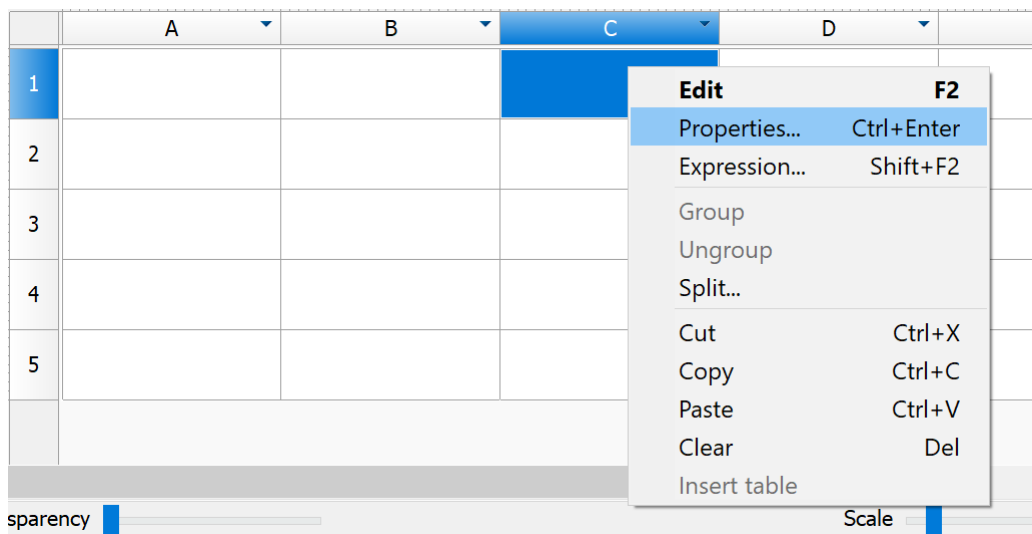 A B C D
1
2
3
4
5
Edit F2
Properties... Ctrl+Enter
Expression... Shift+F2
Group
Ungroup
Split...
Cut Ctrl+X
Copy Ctrl+C
Paste Ctrl+V
Clear Del
Insert table
sparency Scale